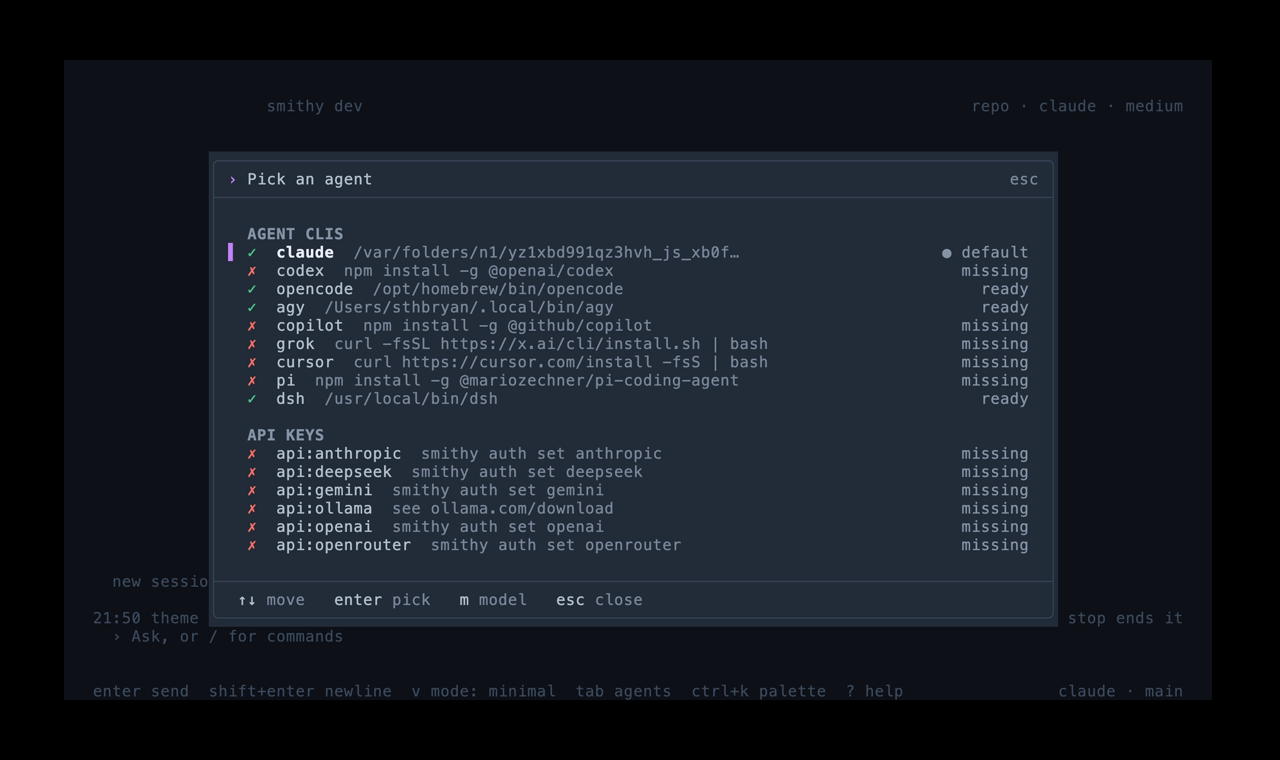 smithy dev repo · claude · medium
› Pick an agent esc
AGENT CLIS
✓ claude /var/folders/n1/yz1xbd991qz3hvh_js_xb0f… ● default
✗ codex npm install -g @openai/codex missing
✓ opencode /opt/homebrew/bin/opencode ready
✓ agy /Users/sthbryan/.local/bin/agy ready
✗ copilot npm install -g @github/copilot missing
✗ grok curl -fsSL https://x.ai/cli/install.sh | bash missing
✗ cursor curl https://cursor.com/install -fsS | bash missing
✗ pi npm install -g @mariozechner/pi-coding-agent missing
✓ dsh /usr/local/bin/dsh ready
API KEYS
✗ api:anthropic smithy auth set anthropic missing
✗ api:deepseek smithy auth set deepseek missing
✗ api:gemini smithy auth set gemini missing
✗ api:ollama see ollama.com/download missing
✗ api:openai smithy auth set openai missing
✗ api:openrouter smithy auth set openrouter missing
new sessio
↑↓ move enter pick m model esc close
21:50 theme stop ends it
› Ask, or / for commands
enter send shift+enter newline v mode: minimal tab agents ctrl+k palette ? help claude · main